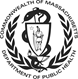 COMMONWEALTH OF MASSACHUSETTS
DEPARTMENT OF PUBLIC HEALTH